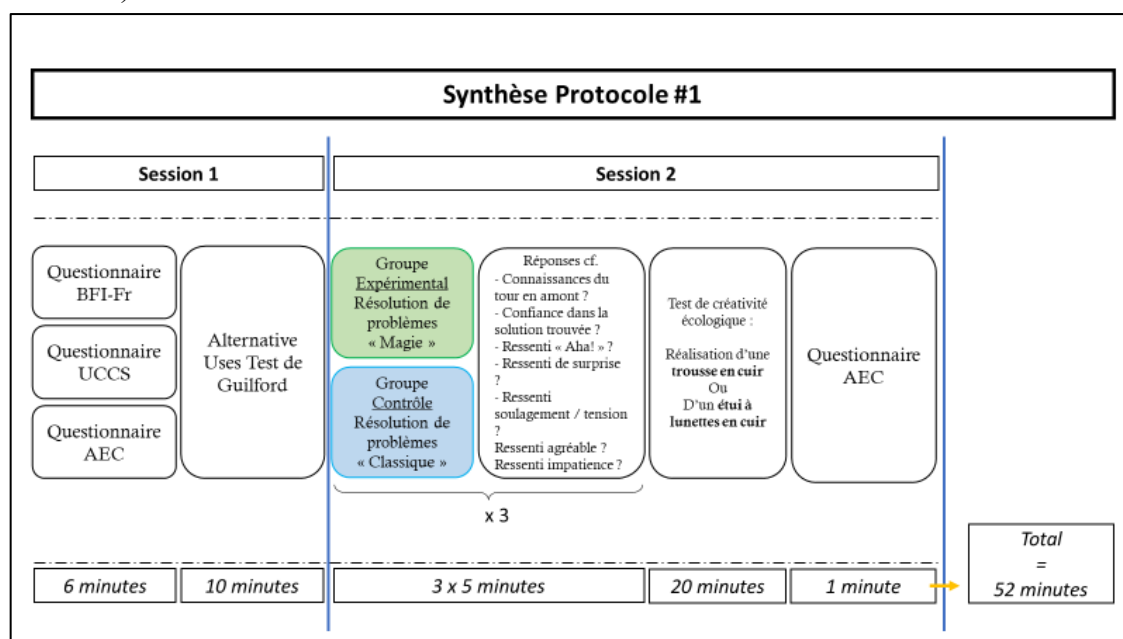 Synthèse Protocole #1
Session 1
Session 2
Questionnaire
BFI-Fr
Questionnaire
UCCS
Questionnaire
AEC
Alternative
Uses Test de
Guilford
Groupe
Expérimental
Résolution de
problèmes
« Magie »
Groupe
Contrôle
Résolution de
problèmes
« Classique »
Réponses cf.
- Connaissances du
tour en amont ?
- Confiance dans la
solution trouvée ?
- Ressenti « Aha! » ?
- Ressenti de surprise
?
- Ressenti
soulagement / tension
?
Ressenti agréable ?
Ressenti impatience ?
x 3
Test de créativité
écologique :
Réalisation d'une
trousse en cuir
Ou
D'un étui à
lunettes en cuir
Questionnaire
AEC
6 minutes
10 minutes
3 x 5 minutes
20 minutes
1 minute
Total
=
52 minutes